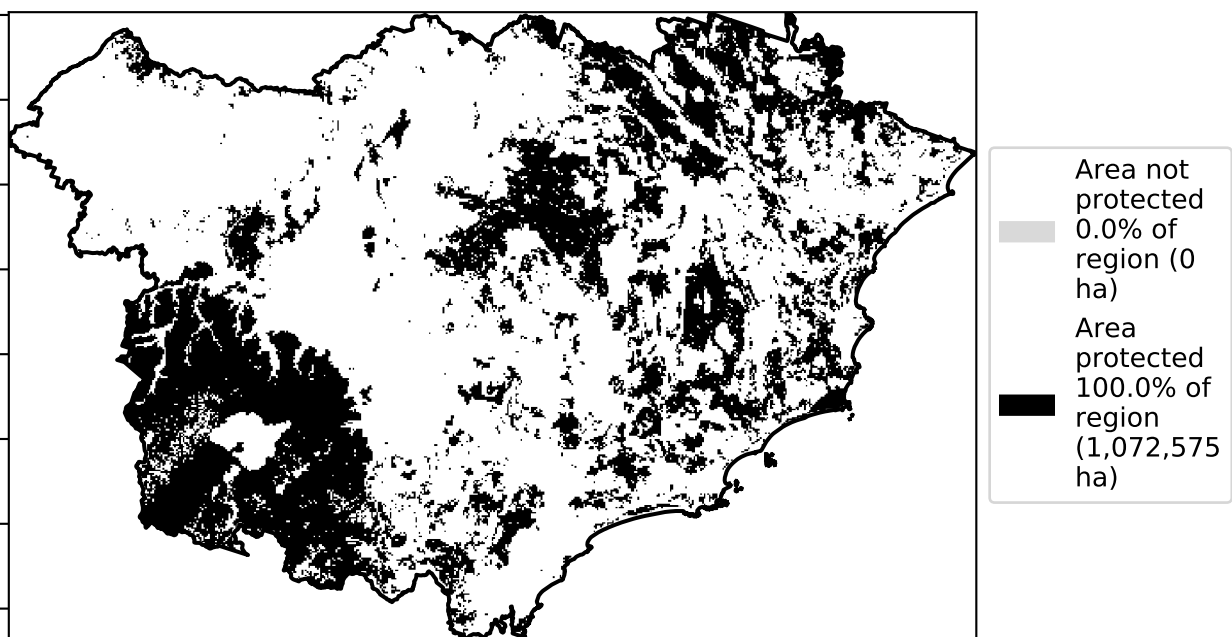 Area not
protected
0.0% of
region (0
ha)
Area
protected
100.0% of
region
(1,072,575
ha)